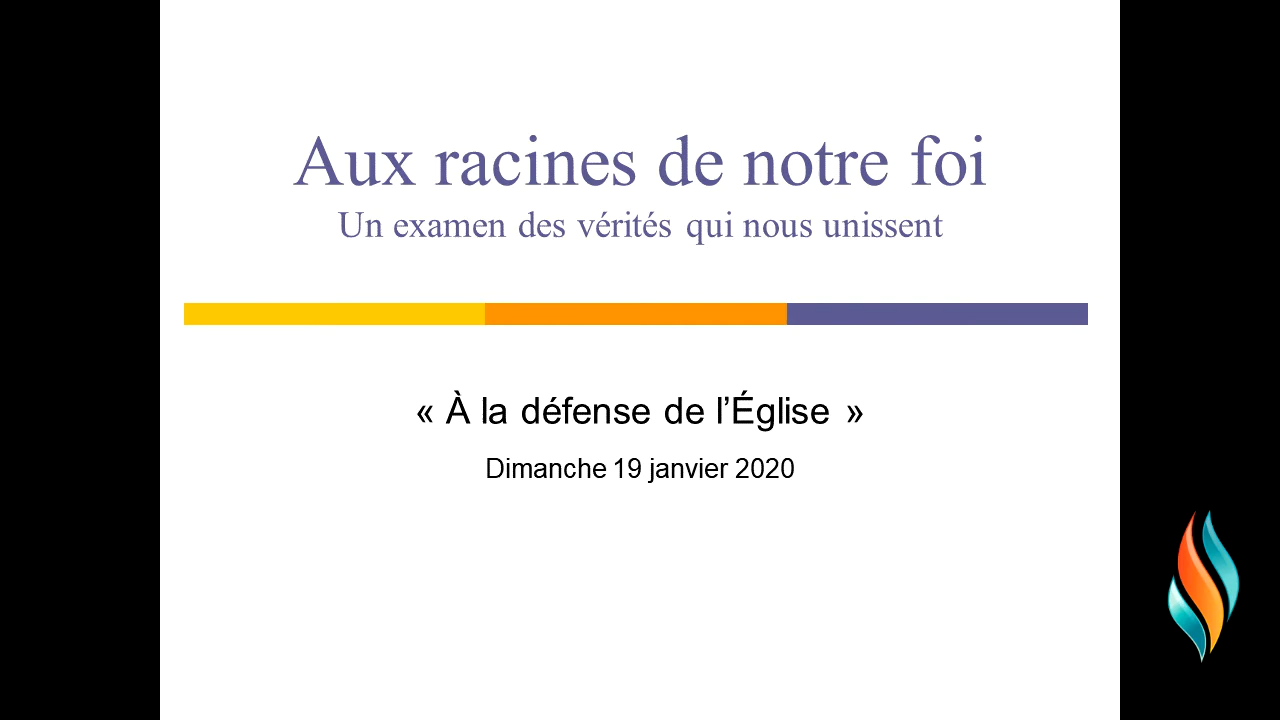 Aux racines de notre foi
Un examen des vérités qui nous unissent
« À la défense de l’Église »
Dimanche 19 janvier 2020